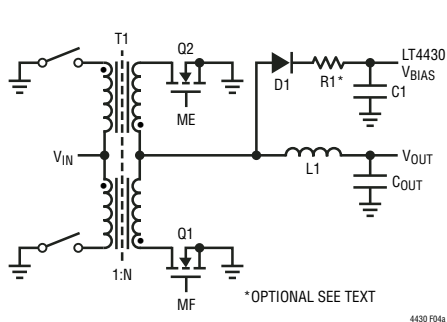 T1
Q2
ME
D1
R1*
LT4430
VBIAS
C1
VIN
L1
VOUT
COUT
Q1
MF
1:N
*OPTIONAL SEE TEXT
4430 F04a